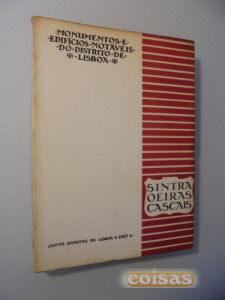 MONUMENTOS E
EDIFÍCIOS NOTÁVEIS
DO DISTRITO DE
LISBOA
SINTRA
OEIRAS
CASCAIS
JUNTA DISTRITAL DE LISBOA
coisas